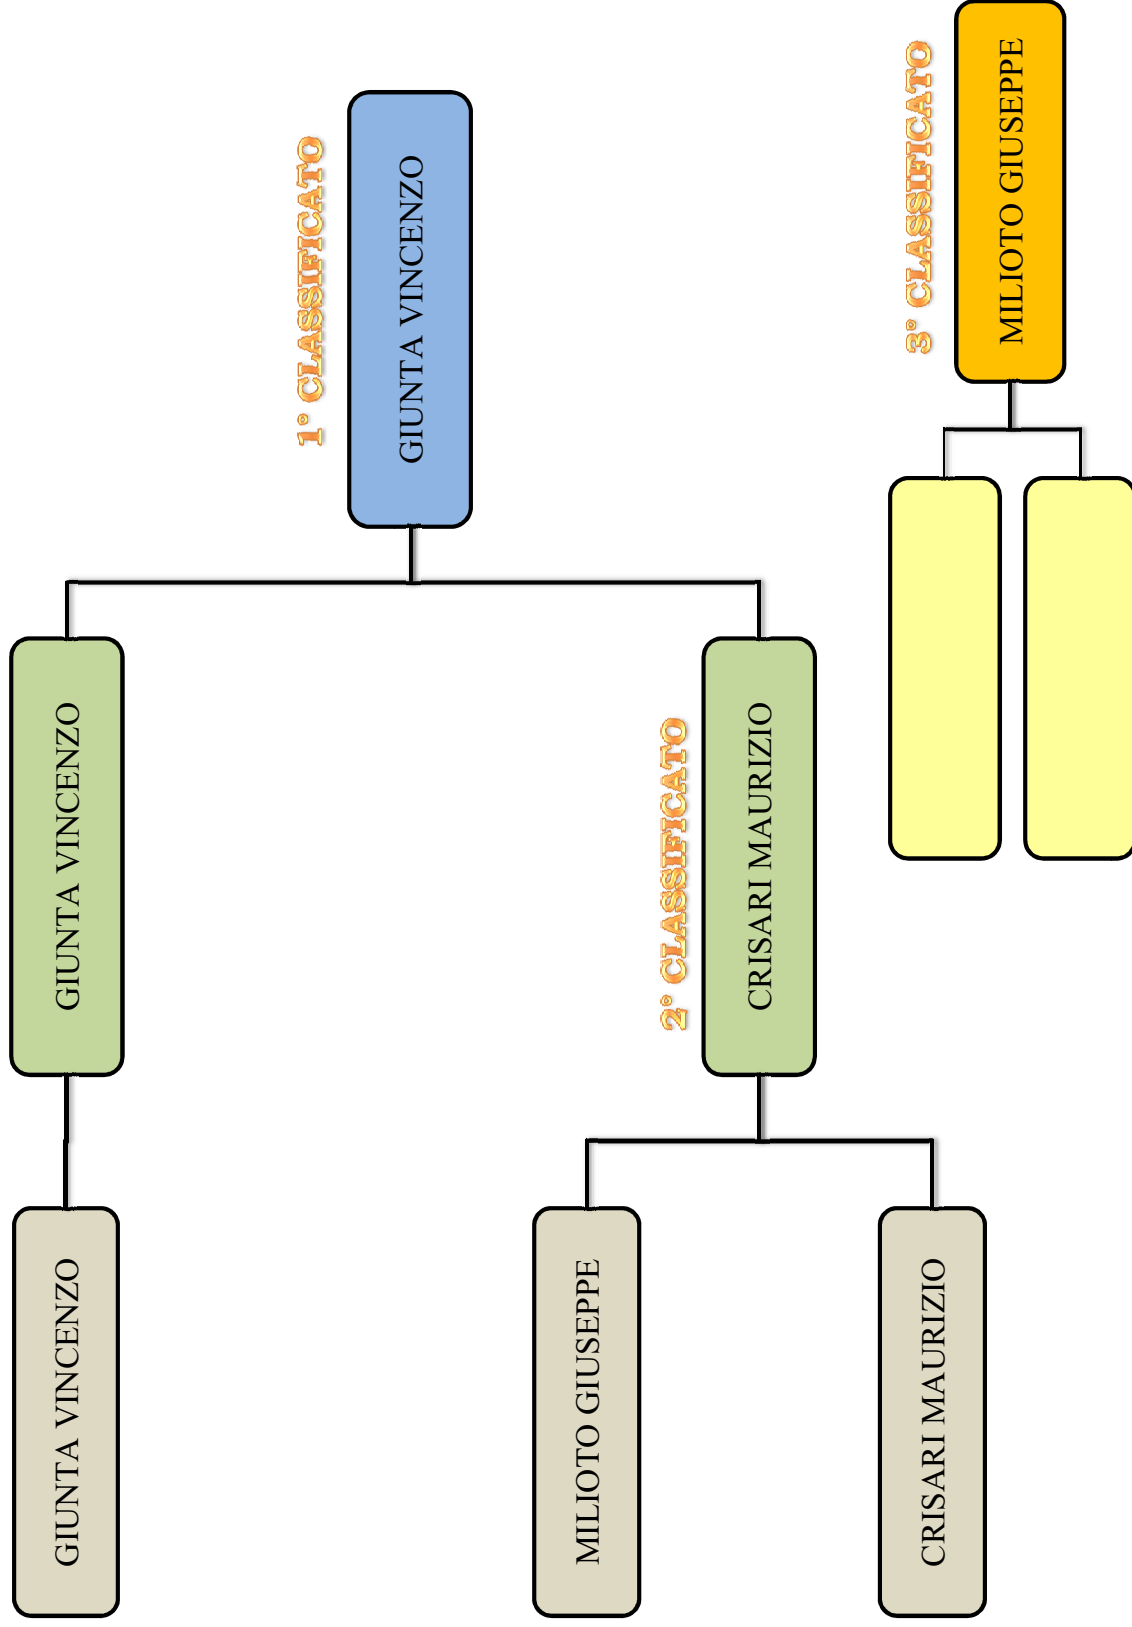 GIUNTA VINCENZO
GIUNTA VINCENZO
1° CLASSIFICATO
GIUNTA VINCENZO
MILIOTO GIUSEPPE
2° CLASSIFICATO
CRISARI MAURIZIO
CRISARI MAURIZIO
3° CLASSIFICATO
MILIOTO GIUSEPPE